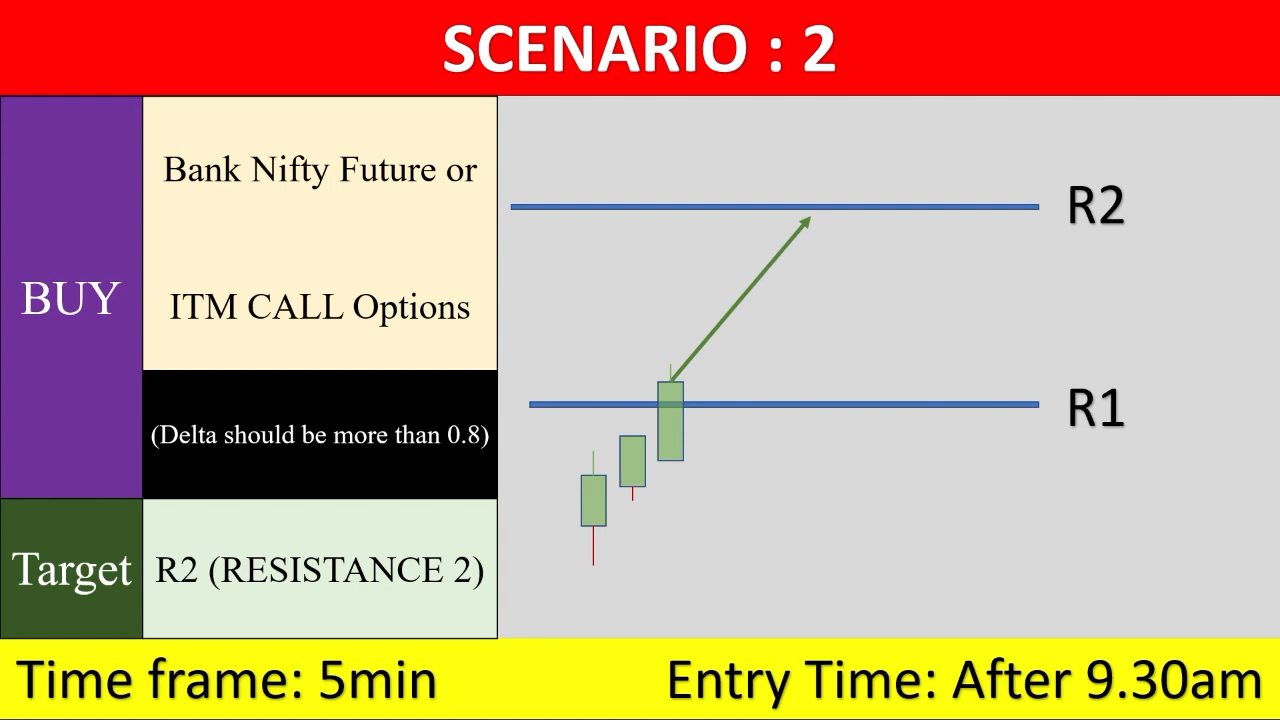 SCENARIO : 2
BUY
Bank Nifty Future or
ITM CALL Options
(Delta should be more than 0.8)
Target
R2 (RESISTANCE 2)
R2
R1
Time frame: 5min
Entry Time: After 9.30am